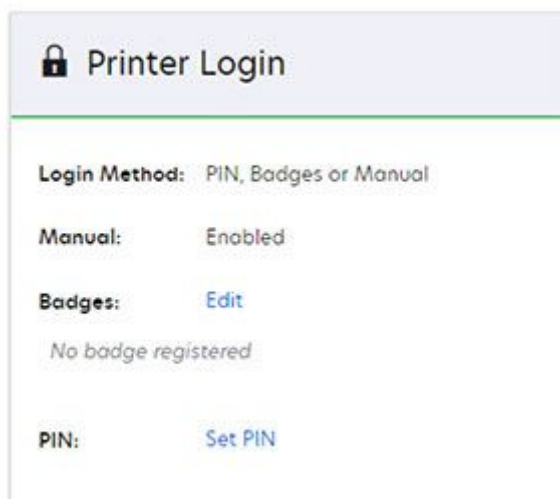 Printer Login
Login Method: PIN, Badges or Manual
Manual: Enabled
Badges: Edit
No badge registered
PIN: Set PIN